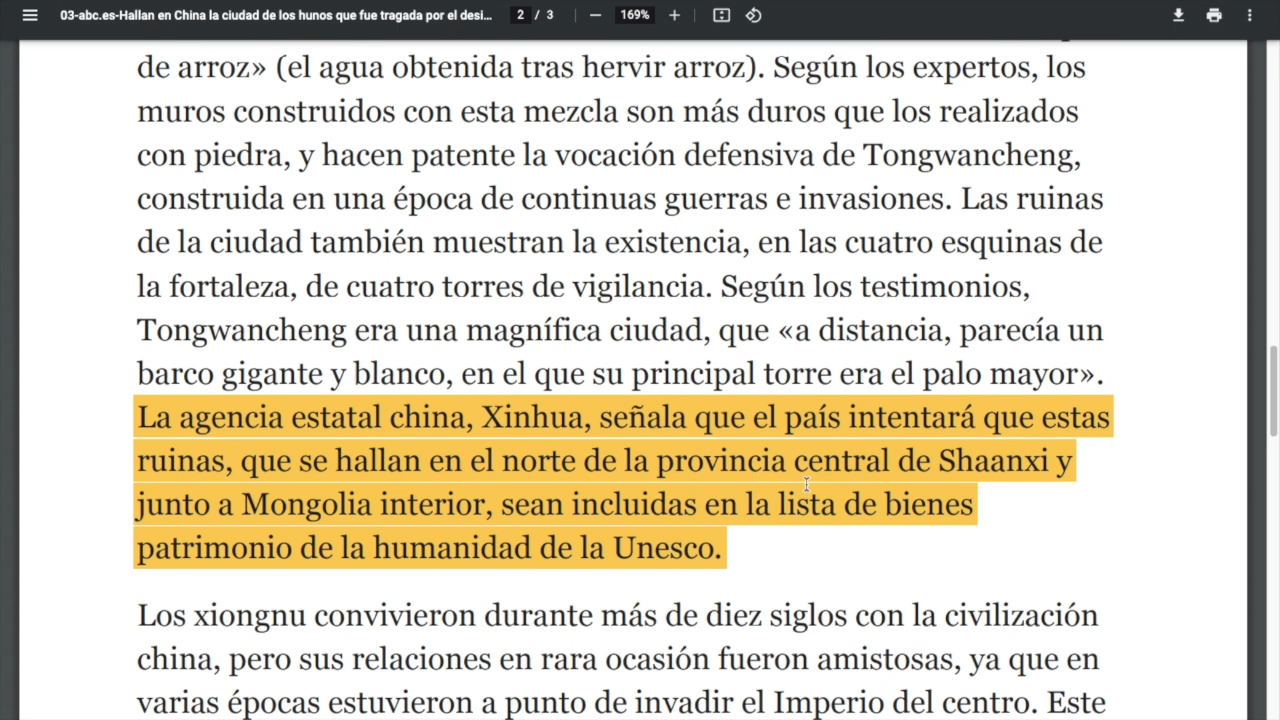 03-abc.es-Hallan en China la ciudad de los hunos que fue tragada por el desi...
2 / 3
169%
de arroz» (el agua obtenida tras hervir arroz). Según los expertos, los
muros construidos con esta mezcla son más duros que los realizados
con piedra, y hacen patente la vocación defensiva de Tongwancheng,
construida en una época de continuas guerras e invasiones. Las ruinas
de la ciudad también muestran la existencia, en las cuatro esquinas de
la fortaleza, de cuatro torres de vigilancia. Según los testimonios,
Tongwancheng era una magnífica ciudad, que «a distancia, parecía un
barco gigante y blanco, en el que su principal torre era el palo mayor».
La agencia estatal china, Xinhua, señala que el país intentará que estas
ruinas, que se hallan en el norte de la provincia central de Shaanxi y
junto a Mongolia interior, sean incluidas en la lista de bienes
patrimonio de la humanidad de la Unesco.
Los xiongnu convivieron durante más de diez siglos con la civilización
china, pero sus relaciones en rara ocasión fueron amistosas, ya que en
varias épocas estuvieron a punto de invadir el Imperio del centro. Este